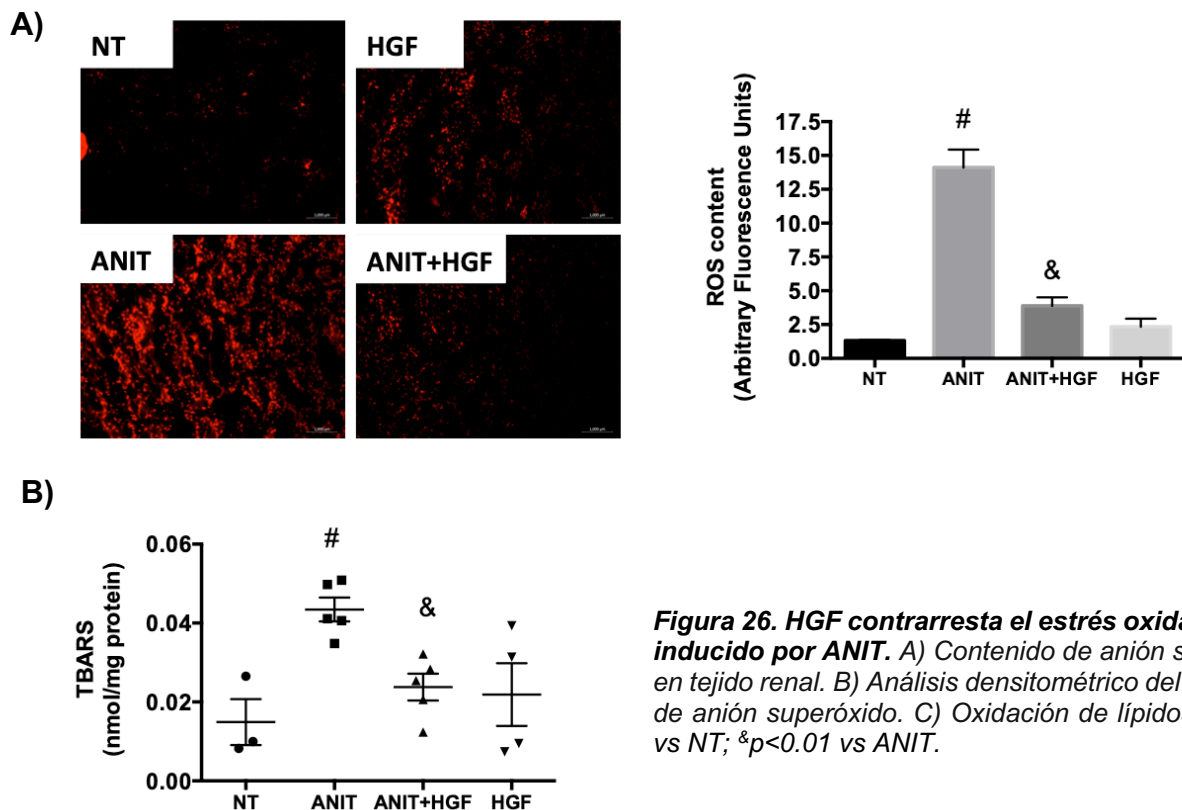 A)
NT
HGF
ANIT
ANIT+HGF
ROS content
(Arbitrary Fluorescence Units)
17.5
15.0
12.5
10.0
7.5
5.0
2.5
0.0
#
&
NT
ANIT
ANIT+HGF
HGF
B)
TBARS
(nmol/mg protein)
0.06
0.04
0.02
0.00
#
&
NT
ANIT
ANIT+HGF
HGF
Figura 26. HGF contrarresta el estrés
inducido por ANIT. A) Contenido de anión
en tejido renal. B) Análisis densitométrico del
de anión superóxido. C) Oxidación de
vs NT; &p<0.01 vs ANIT.